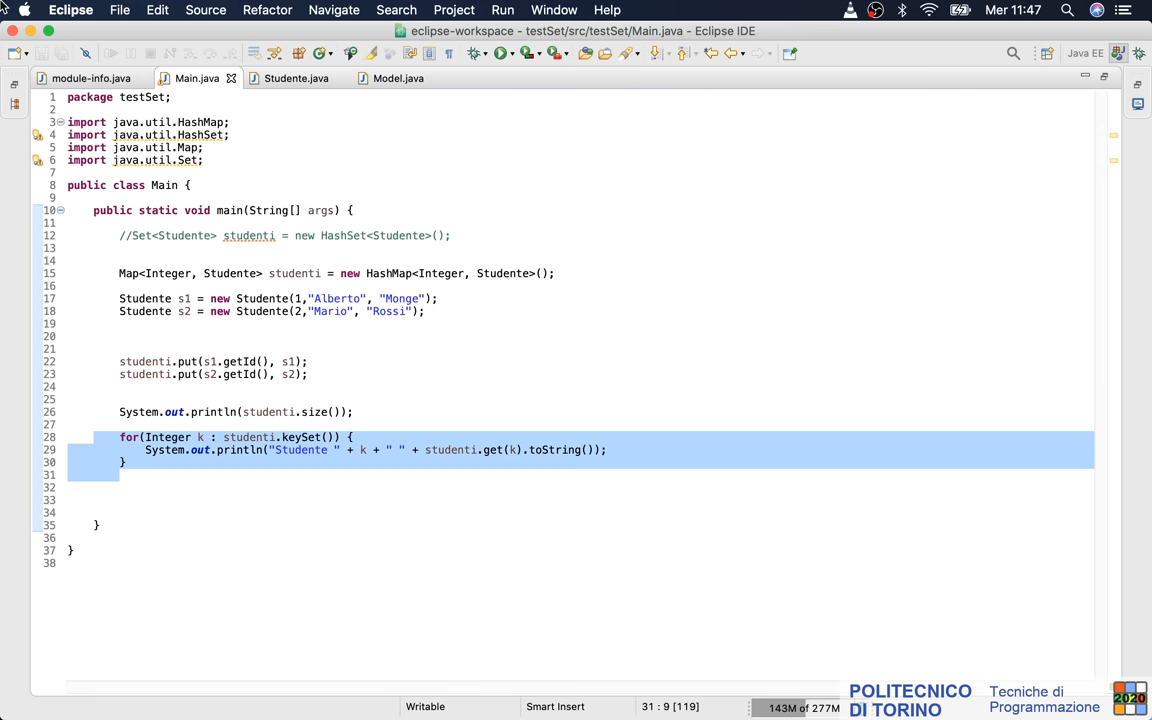 Eclipse File Edit Source Refactor Navigate Search Project Run Window Help Mer 11:47
eclipse-workspace - testSet/src/testSet/Main.java - Eclipse IDE
Java EE
module-info.java Main.java Studente.java Model.java
1 package testSet;
2
3 import java.util.HashMap;
4 import java.util.HashSet;
5 import java.util.Map;
6 import java.util.Set;
7
8 public class Main {
9
10 public static void main(String[] args) {
11
12 //Set<Studente> studenti = new HashSet<Studente>();
13
14
15 Map<Integer, Studente> studenti = new HashMap<Integer, Studente>();
16
17 Studente s1 = new Studente(1,"Alberto", "Monge");
18 Studente s2 = new Studente(2,"Mario", "Rossi");
19
20
21
22 studenti.put(s1.getId(), s1);
23 studenti.put(s2.getId(), s2);
24
25
26 System.out.println(studenti.size());
27
28 for(Integer k : studenti.keySet()) {
29 System.out.println("Studente " + k + " " + studenti.get(k).toString());
30 }
31
32
33
34
35 }
36
37 }
38
Writable Smart Insert 31 : 9 [119] 143M of 277M
POLITECNICO
DI TORINO
Tecniche di
Programmazione
2020